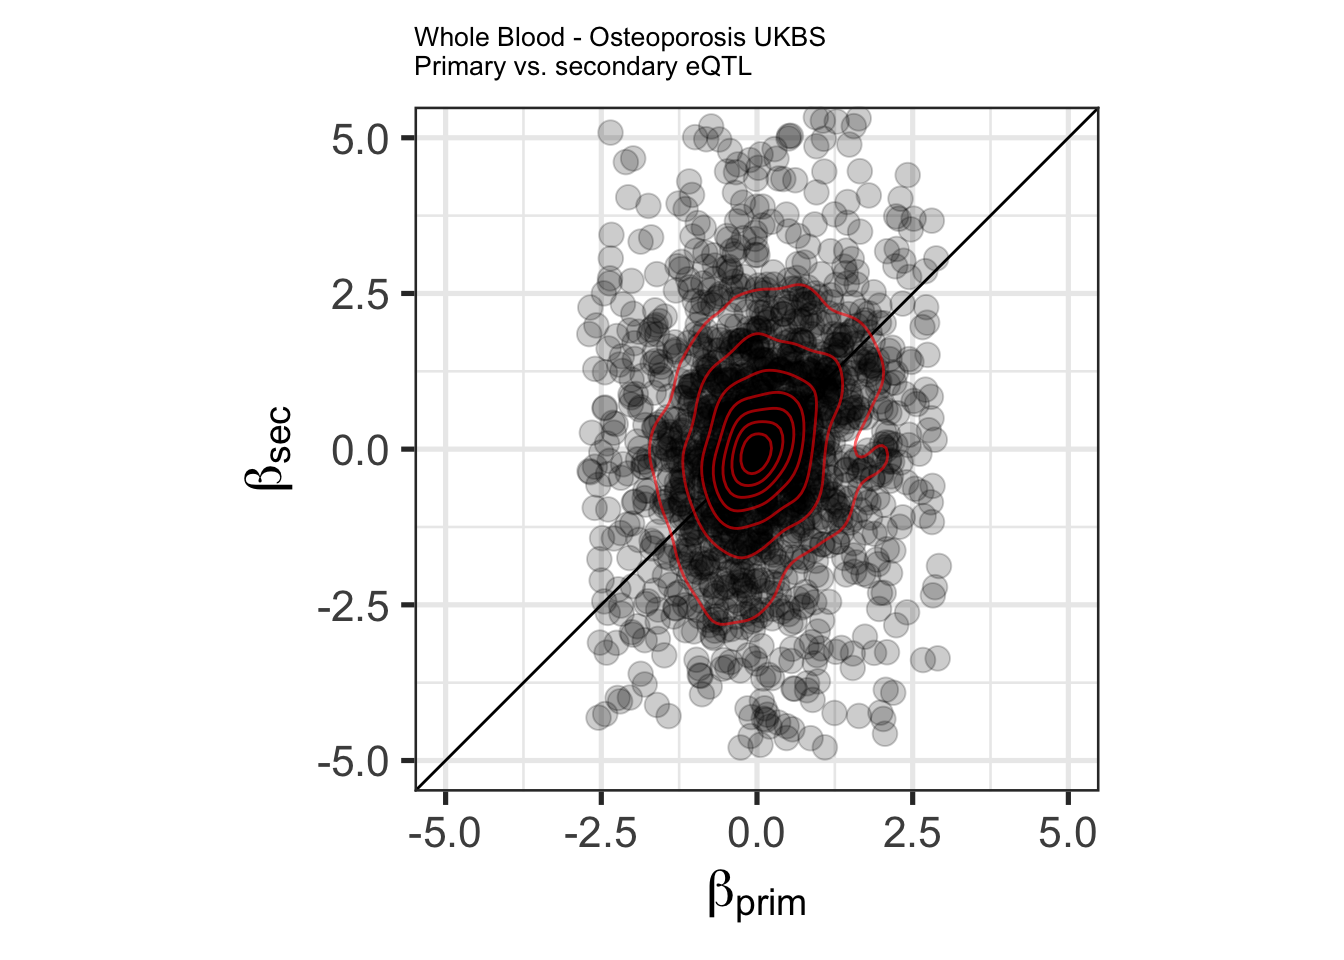 Whole Blood - Osteoporosis UKBS
Primary vs. secondary eQTL
5.0
2.5
0.0
-2.5
-5.0
βsec
-5.0 -2.5 0.0 2.5 5.0
βprim